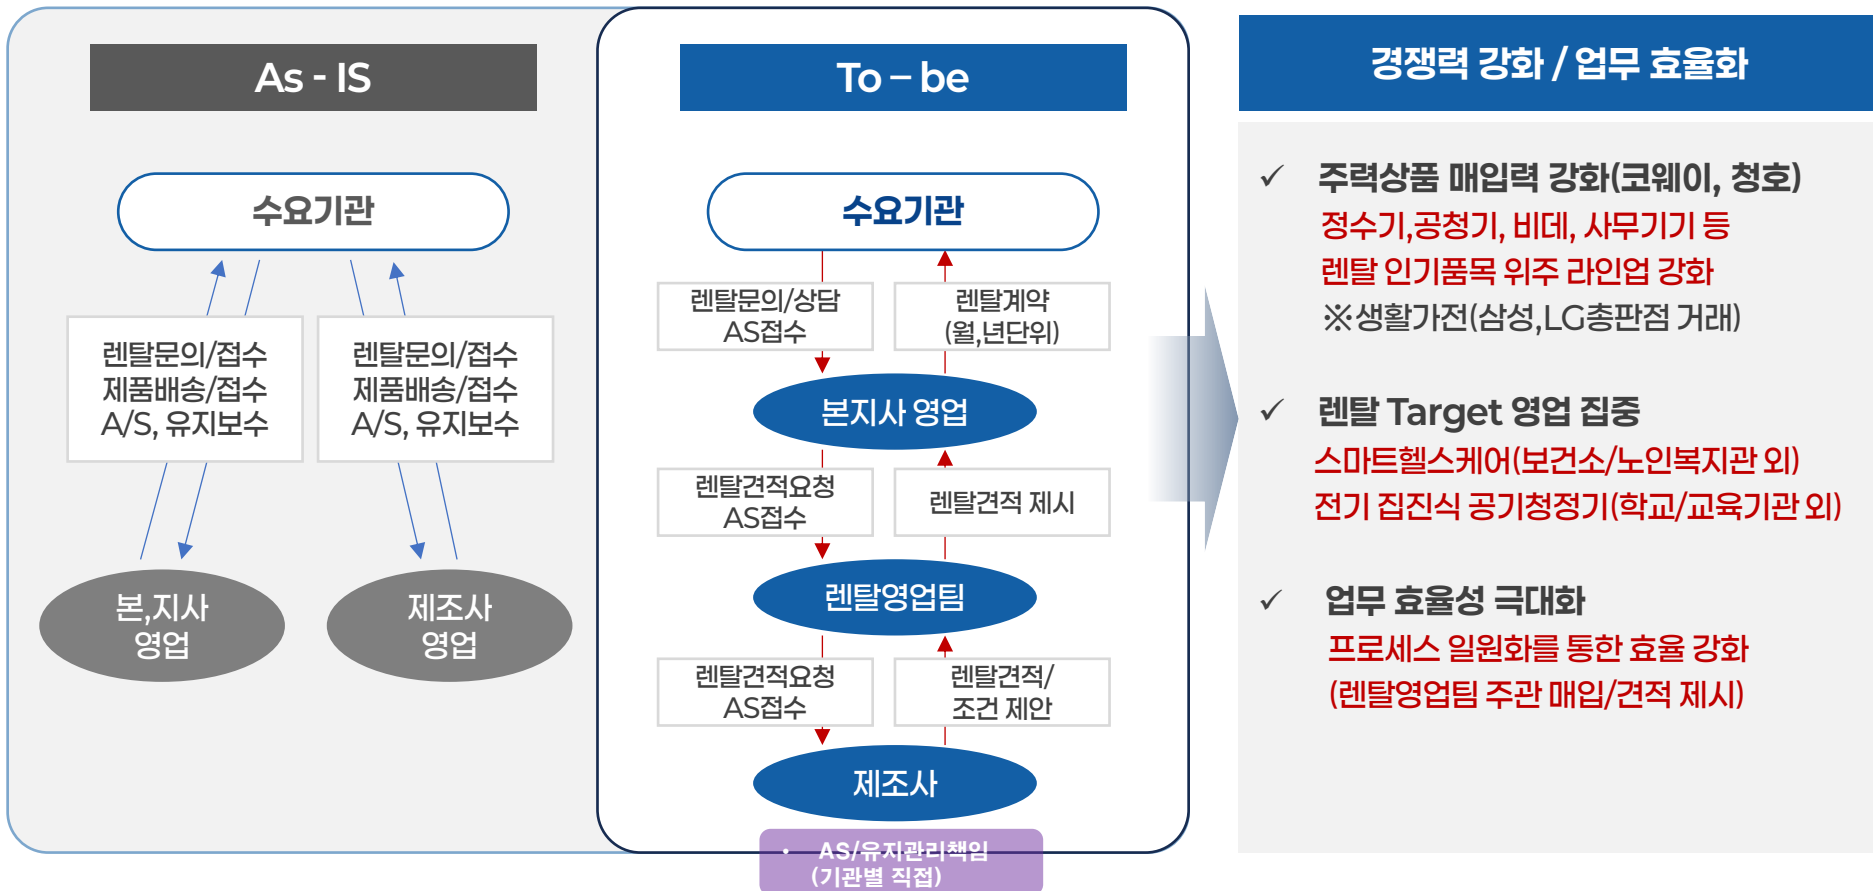 As - IS
수요기관
렌탈문의/접수
제품배송/접수
A/S, 유지보수
렌탈문의/접수
제품배송/접수
A/S, 유지보수
본,지사
영업
제조사
영업
To – be
수요기관
렌탈문의/상담
AS접수
렌탈계약
(월,년단위)
본지사 영업
렌탈견적요청
AS접수
렌탈견적 제시
렌탈영업팀
렌탈견적요청
AS접수
렌탈견적/
조건 제안
제조사
• AS/유지관리책임
(기관별 직접)
경쟁력 강화 / 업무 효율화
✓ 주력상품 매입력 강화(코웨이, 청호)
정수기,공청기, 비데, 사무기기 등
렌탈 인기품목 위주 라인업 강화
※생활가전(삼성,LG총판점 거래)
✓ 렌탈 Target 영업 집중
스마트헬스케어(보건소/노인복지관 외)
전기 집진식 공기청정기(학교/교육기관 외)
✓ 업무 효율성 극대화
프로세스 일원화를 통한 효율 강화
(렌탈영업팀 주관 매입/견적 제시)